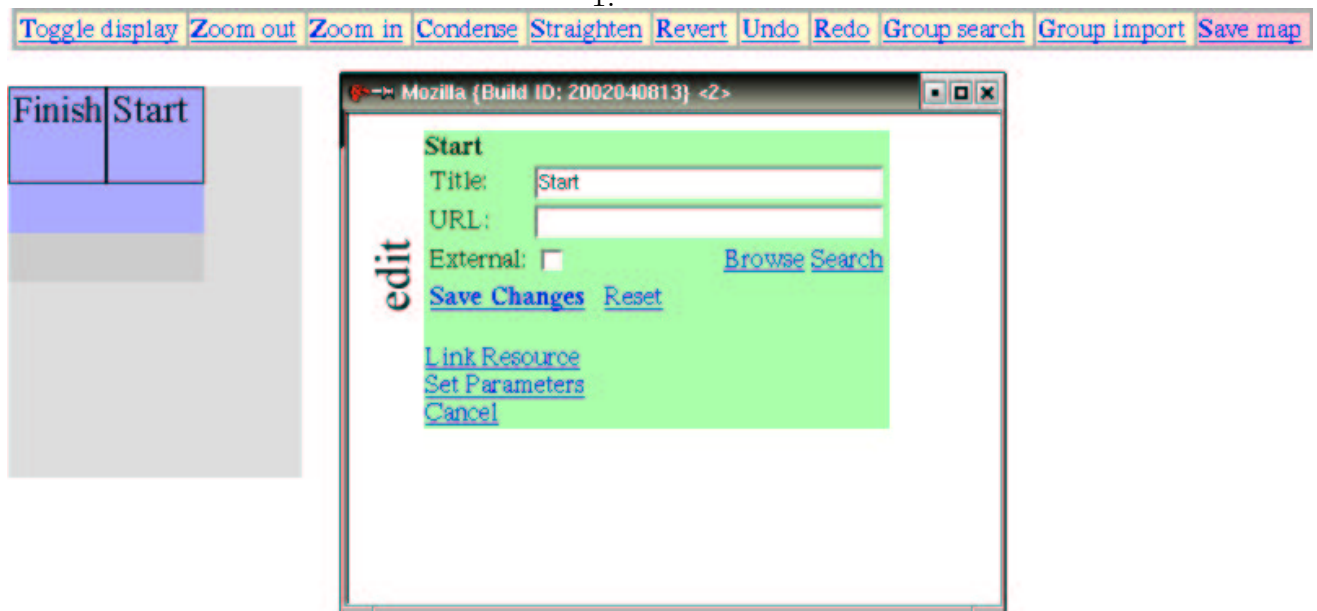 1.
Toggle display Zoom out Zoom in Condense Straighten Revert Undo Redo Group search Group import Save map
Finish Start
Mozilla {Build ID: 2002040813} <2>
edit
Start
Title: Start
URL:
External: Browse Search
Save Changes Reset
Link Resource
Set Parameters
Cancel